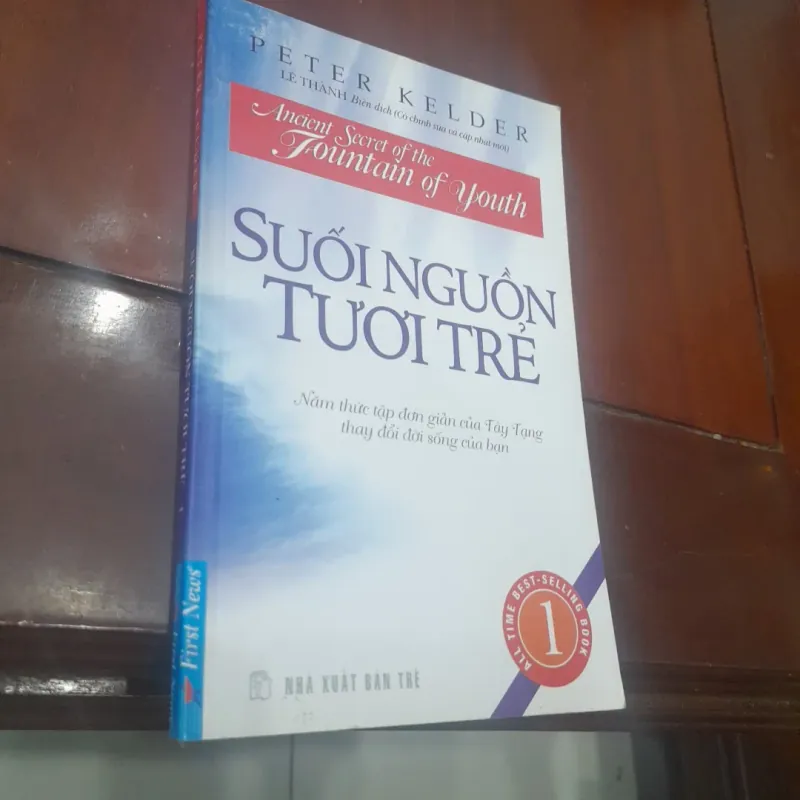 PETER KELDER
LÊ THÀNH Biên dịch (Có chỉnh sửa và cập nhật mới)
Ancient Secret of the
Fountain of Youth
SUỐI NGUỒN
TƯƠI TRẺ
Năm thức tập đơn giản của Tây Tạng
thay đổi đời sống của bạn
ALL TIME BEST-SELLING BOOK
1
NHÀ XUẤT BẢN TRẺ
First News